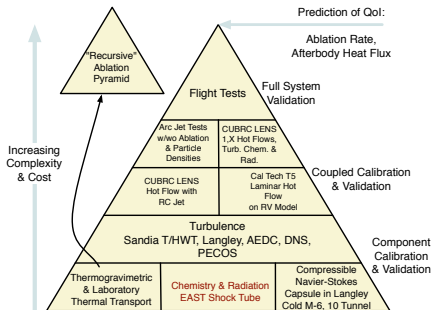 Prediction of QoI:
Ablation Rate,
Afterbody Heat Flux
"Recursive"
Ablation
Pyramid
Flight Tests
Full System
Validation
Arc Jet Tests
w/wo Ablation
& Particle
Densities
CUBRC LENS
1,X Hot Flows,
Turb. Chem. &
Rad.
Increasing
Complexity
& Cost
CUBRC LENS
Hot Flow with
RC Jet
Cal Tech T5
Laminar Hot
Flow
on RV Model
Coupled Calibration
& Validation
Turbulence
Sandia T/HWT, Langley, AEDC, DNS,
PECOS
Component
Calibration
& Validation
Thermogravimetric
& Laboratory
Thermal Transport
Chemistry & Radiation
EAST Shock Tube
Compressible
Navier-Stokes
Capsule in Langley
Cold M-6, 10 Tunnel